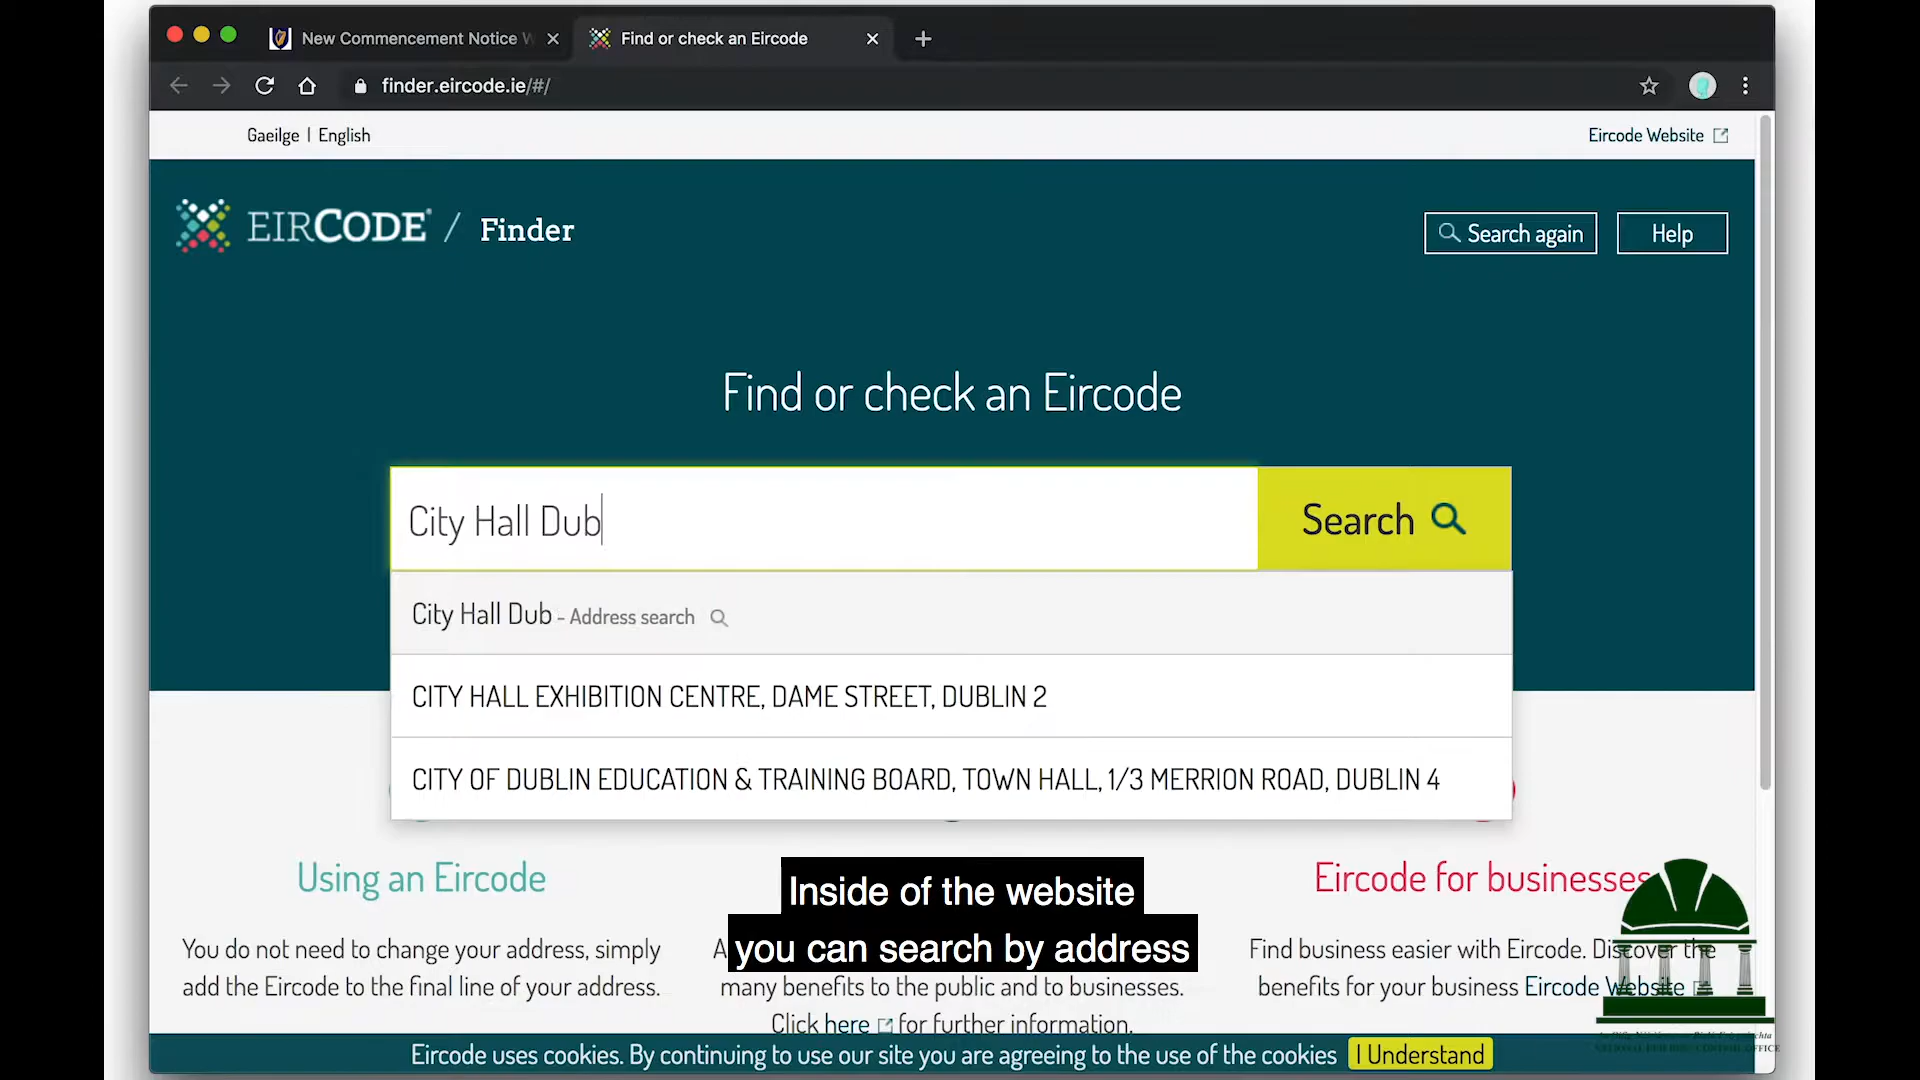 New Commencement Notice W
Find or check an Eircode
finder.eircode.ie/#/
Gaeilge | English
Eircode Website
EIRCODE / Finder
Search again
Help
Find or check an Eircode
City Hall Dub
Search
City Hall Dub - Address search
CITY HALL EXHIBITION CENTRE, DAME STREET, DUBLIN 2
CITY OF DUBLIN EDUCATION & TRAINING BOARD, TOWN HALL, 1/3 MERRION ROAD, DUBLIN 4
Using an Eircode
You do not need to change your address, simply
add the Eircode to the final line of your address.
Inside of the website
you can search by address
many benefits to the public and to businesses.
Click here for further information.
Eircode for businesses
Find business easier with Eircode. Discover the
benefits for your business Eircode Website
Eircode uses cookies. By continuing to use our site you are agreeing to the use of the cookies
I Understand
NATIONAL BUILDING CONTROL OFFICE